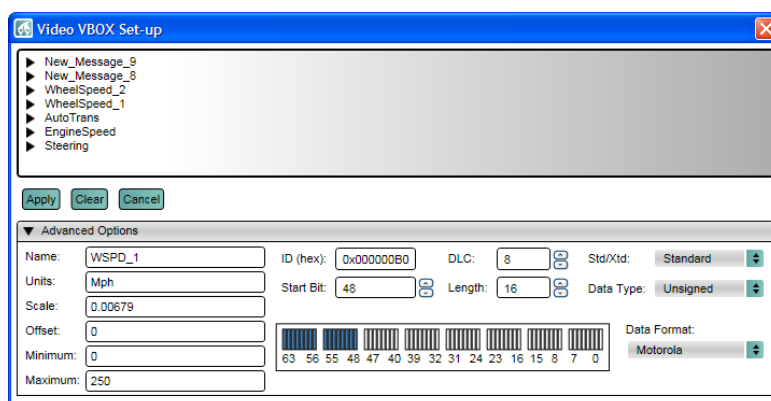 Video VBOX Set-up
New_Message_9
New_Message_8
WheelSpeed_2
WheelSpeed_1
AutoTrans
EngineSpeed
Steering
Apply Clear Cancel
Advanced Options
Name: WSPD_1 ID (hex): 0x000000B0 DLC: 8 Std/Xtd: Standard
Units: Mph Start Bit: 48 Length: 16 Data Type: Unsigned
Scale: 0.00679
Offset: 0 Data Format:
Minimum: 0 63 56 55 48 47 40 39 32 31 24 23 16 15 8 7 0 Motorola
Maximum: 250